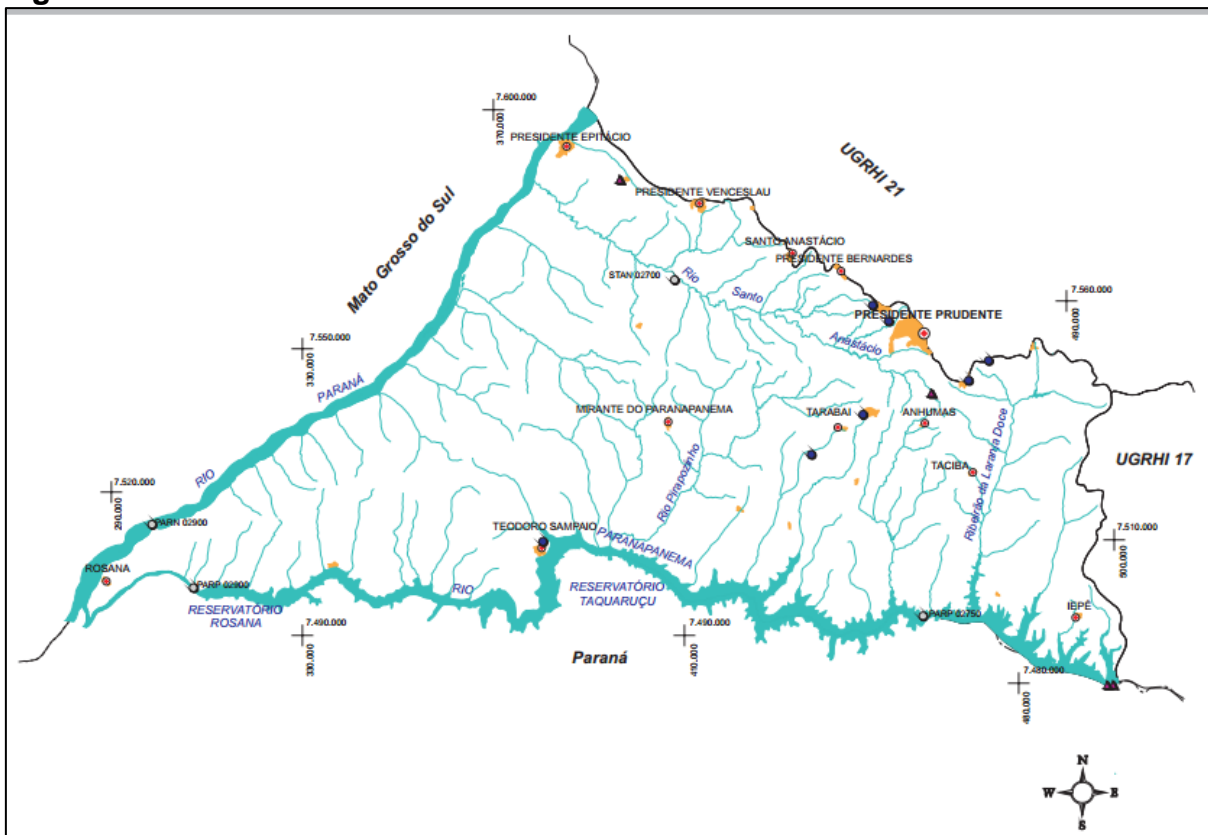 7.600.000
370.000
PRESIDENTE EPITÁCIO
UGRHI 21
PRESIDENTE VENCESLAU
Mato Grosso do Sul
SANTO ANASTÁCIO
PRESIDENTE BERNARDES
STAN 02700
Rio
Santo
Anastácio
7.560.000
490.000
PRESIDENTE PRUDENTE
7.550.000
330.000
PARANÁ
RIO
MIRANTE DO PARANAPANEMA
TARABAI
ANHUMAS
Ribeirão da Laranja Doce
UGRHI 17
TACIBA
Rio Pirapozinho
7.520.000
290.000
PARN 02900
TEODORO SAMPAIO
PARANAPANEMA
7.510.000
500.000
ROSANA
PARP 02900
RIO
RESERVATÓRIO
TAQUARUÇU
RESERVATÓRIO
ROSANA
PARP 02750
IEPÊ
7.490.000
330.000
7.490.000
410.000
Paraná
7.480.000
480.000
N
W
E
S